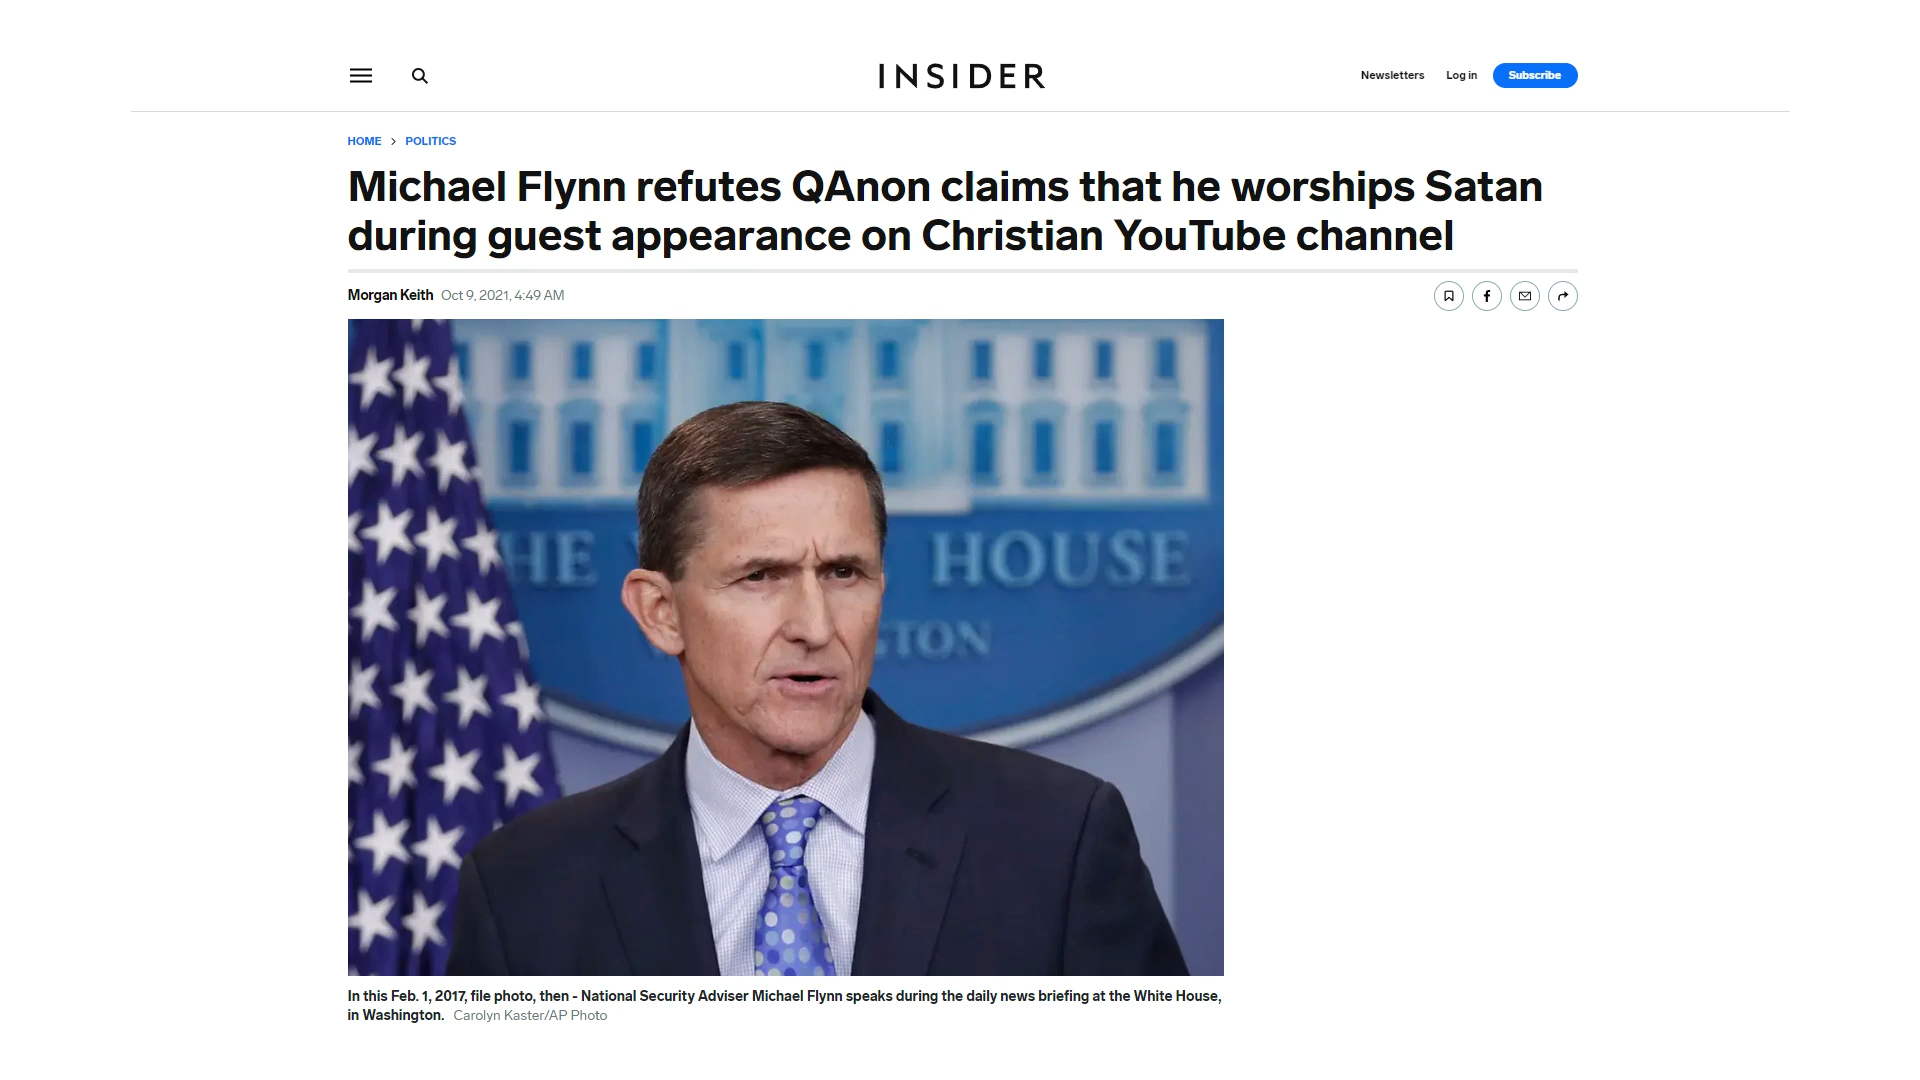 INSIDER
Newsletters
Log in
Subscribe
HOME > POLITICS
Michael Flynn refutes QAnon claims that he worships Satan
during guest appearance on Christian YouTube channel
Morgan Keith Oct 9, 2021, 4:49 AM
HE HOUSE
GTON
In this Feb. 1, 2017, file photo, then - National Security Adviser Michael Flynn speaks during the daily news briefing at the White House,
in Washington. Carolyn Kaster/AP Photo